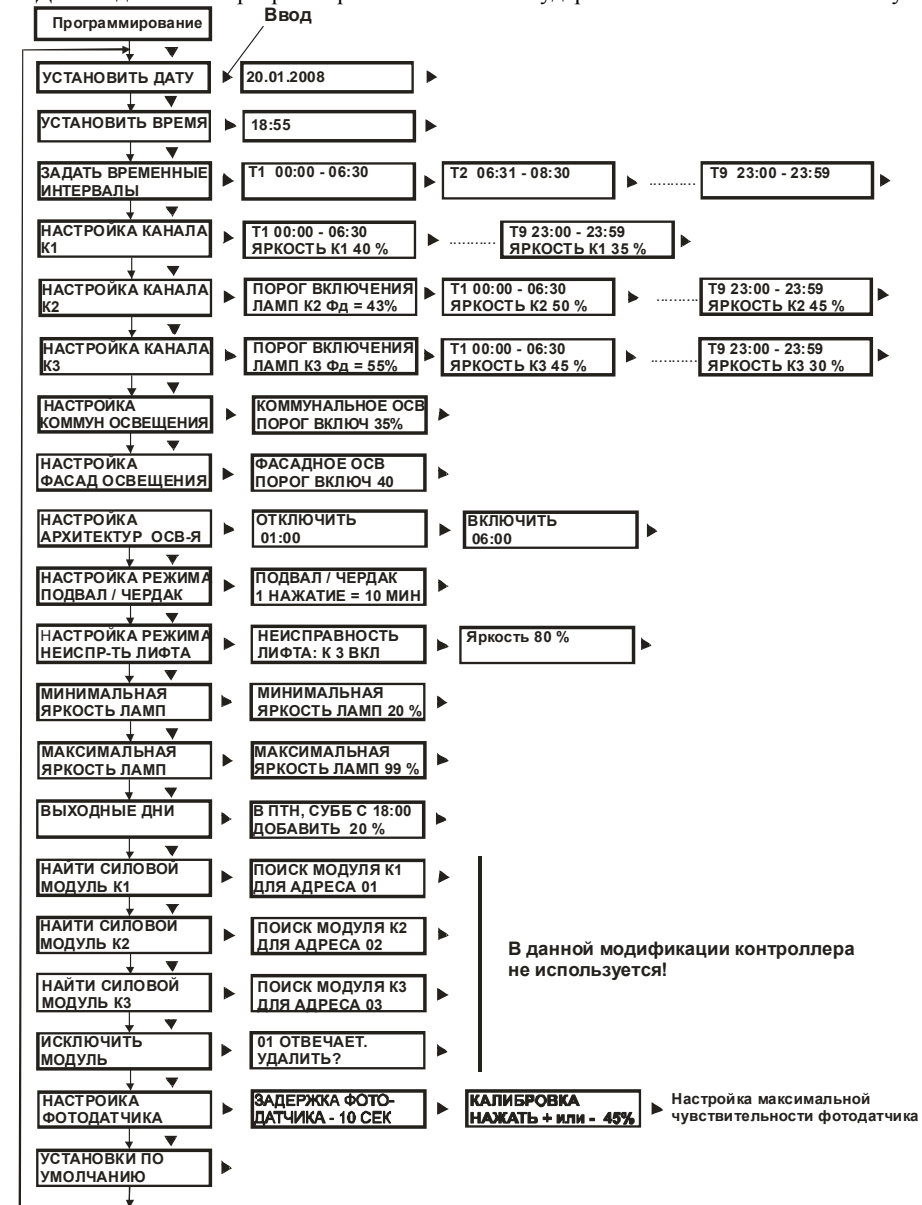 Программирование
Ввод
УСТАНОВИТЬ ДАТУ
20.01.2008
УСТАНОВИТЬ ВРЕМЯ
18:55
ЗАДАТЬ ВРЕМЕННЫЕ
ИНТЕРВАЛЫ
Т1 00:00 - 06:30
Т2 06:31 - 08:30
...........
Т9 23:00 - 23:59
НАСТРОЙКА КАНАЛА
К1
Т1 00:00 - 06:30
ЯРКОСТЬ К1 40 %
..........
Т9 23:00 - 23:59
ЯРКОСТЬ К1 35 %
НАСТРОЙКА КАНАЛА
К2
ПОРОГ ВКЛЮЧЕНИЯ
ЛАМП К2 Фд = 43%
Т1 00:00 - 06:30
ЯРКОСТЬ К2 50 %
..........
Т9 23:00 - 23:59
ЯРКОСТЬ К2 45 %
НАСТРОЙКА КАНАЛА
К3
ПОРОГ ВКЛЮЧЕНИЯ
ЛАМП К3 Фд = 55%
Т1 00:00 - 06:30
ЯРКОСТЬ К3 45 %
..........
Т9 23:00 - 23:59
ЯРКОСТЬ К3 30 %
НАСТРОЙКА
КОММУН ОСВЕЩЕНИЯ
КОММУНАЛЬНОЕ ОСВ
ПОРОГ ВКЛЮЧ 35%
НАСТРОЙКА
ФАСАД ОСВЕЩЕНИЯ
ФАСАДНОЕ ОСВ
ПОРОГ ВКЛЮЧ 40
НАСТРОЙКА
АРХИТЕКТУР ОСВ-Я
ОТКЛЮЧИТЬ
01:00
ВКЛЮЧИТЬ
06:00
НАСТРОЙКА РЕЖИМА
ПОДВАЛ / ЧЕРДАК
ПОДВАЛ / ЧЕРДАК
1 НАЖАТИЕ = 10 МИН
НАСТРОЙКА РЕЖИМА
НЕИСПР-ТЬ ЛИФТА
НЕИСПРАВНОСТЬ
ЛИФТА: К 3 ВКЛ
Яркость 80 %
МИНИМАЛЬНАЯ
ЯРКОСТЬ ЛАМП
МИНИМАЛЬНАЯ
ЯРКОСТЬ ЛАМП 20 %
МАКСИМАЛЬНАЯ
ЯРКОСТЬ ЛАМП
МАКСИМАЛЬНАЯ
ЯРКОСТЬ ЛАМП 99 %
ВЫХОДНЫЕ ДНИ
В ПТН, СУББ С 18:00
ДОБАВИТЬ 20 %
НАЙТИ СИЛОВОЙ
МОДУЛЬ К1
ПОИСК МОДУЛЯ К1
ДЛЯ АДРЕСА 01
НАЙТИ СИЛОВОЙ
МОДУЛЬ К2
ПОИСК МОДУЛЯ К2
ДЛЯ АДРЕСА 02
В данной модификации контроллера
не используется!
НАЙТИ СИЛОВОЙ
МОДУЛЬ К3
ПОИСК МОДУЛЯ К3
ДЛЯ АДРЕСА 03
ИСКЛЮЧИТЬ
МОДУЛЬ
01 ОТВЕЧАЕТ.
УДАЛИТЬ?
НАСТРОЙКА
ФОТОДАТЧИКА
ЗАДЕРЖКА ФОТО-
ДАТЧИКА - 10 СЕК
КАЛИБРОВКА
НАЖАТЬ + или - 45%
Настройка максимальной
чувствительности фотодатчика
УСТАНОВКИ ПО
УМОЛЧАНИЮ